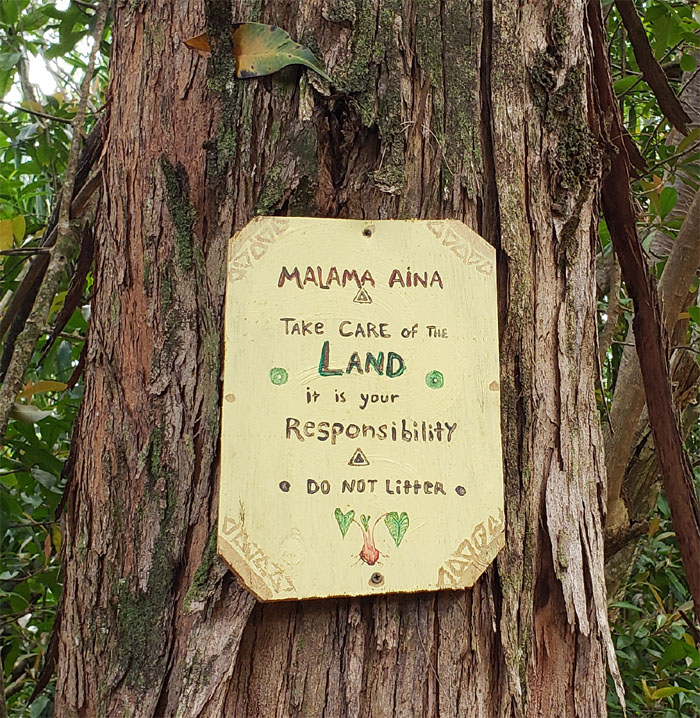 MALAMA AINA
TAKE CARE OF THE
LAND
it is your
Responsibility
DO NOT Litter